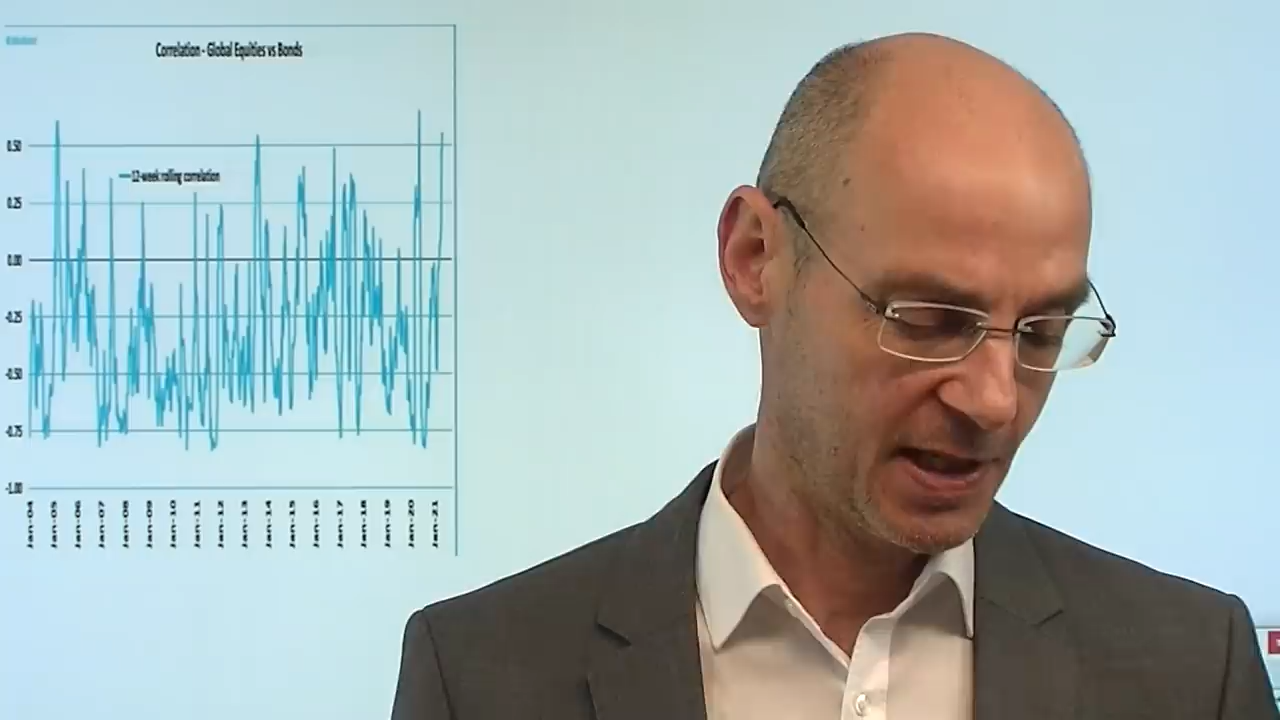 Correlation - Global Equities vs Bonds
0.50
12-week rolling correlation
0.25
0.00
-0.25
-0.50
-0.75
-1.00
Jan-04 Jan-05 Jan-06 Jan-07 Jan-08 Jan-09 Jan-10 Jan-11 Jan-12 Jan-13 Jan-14 Jan-15 Jan-16 Jan-17 Jan-18 Jan-19 Jan-20 Jan-21